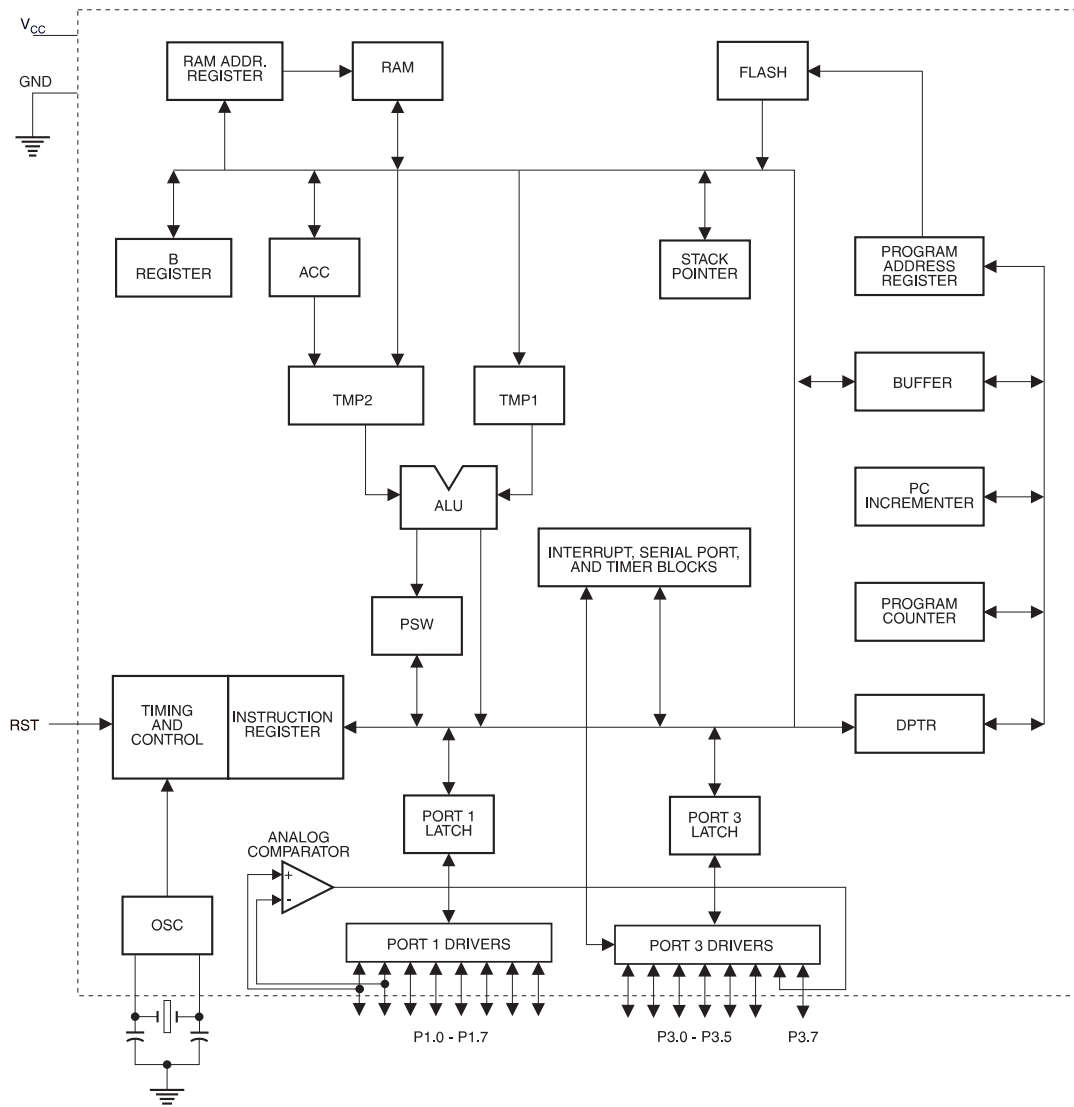 VCC
GND
RAM ADDR.
REGISTER
RAM
FLASH
B
REGISTER
ACC
STACK
POINTER
PROGRAM
ADDRESS
REGISTER
TMP2
TMP1
BUFFER
ALU
PC
INCREMENTER
INTERRUPT, SERIAL PORT,
AND TIMER BLOCKS
PSW
PROGRAM
COUNTER
RST
TIMING
AND
CONTROL
INSTRUCTION
REGISTER
DPTR
PORT 1
LATCH
PORT 3
LATCH
ANALOG
COMPARATOR
+
-
OSC
PORT 1 DRIVERS
PORT 3 DRIVERS
P1.0 - P1.7
P3.0 - P3.5
P3.7